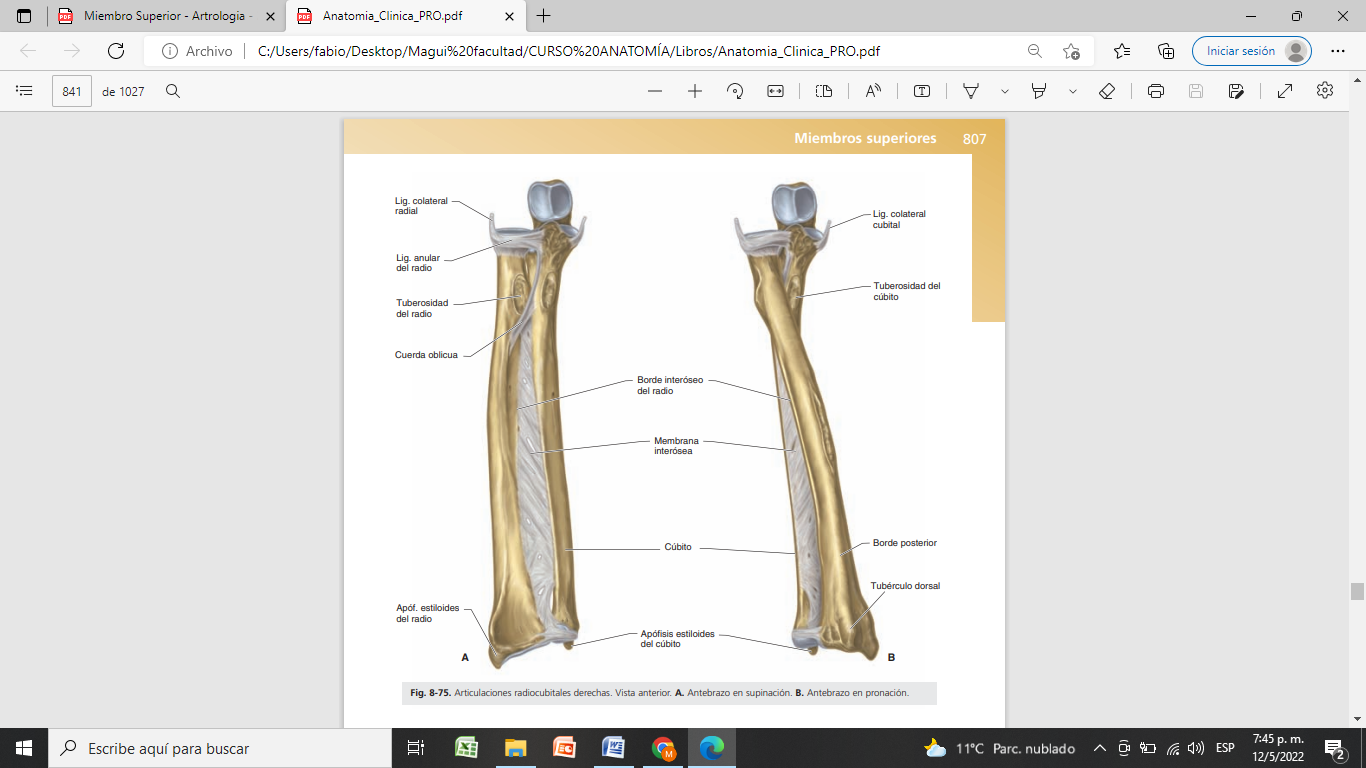 Miembro Superior - Artrologia -
Anatomia_Clinica_PRO.pdf
Archivo
C:/Users/fabio/Desktop/Magui%20facultad/CURSO%20ANATOMÍA/Libros/Anatomia_Clinica_PRO.pdf
Iniciar sesión
841 de 1027
Miembros superiores 807
Lig. colateral
radial
Lig. colateral
cubital
Lig. anular
del radio
Tuberosidad del
cúbito
Tuberosidad
del radio
Cuerda oblicua
Borde interóseo
del radio
Membrana
interósea
Cúbito
Borde posterior
Tubérculo dorsal
Apóf. estiloides
del radio
Apófisis estiloides
del cúbito
A
B
Fig. 8-75. Articulaciones radiocubitales derechas. Vista anterior. A. Antebrazo en supinación. B. Antebrazo en pronación.
Escribe aquí para buscar
11°C Parc. nublado
ESP
7:45 p. m.
12/5/2022
2